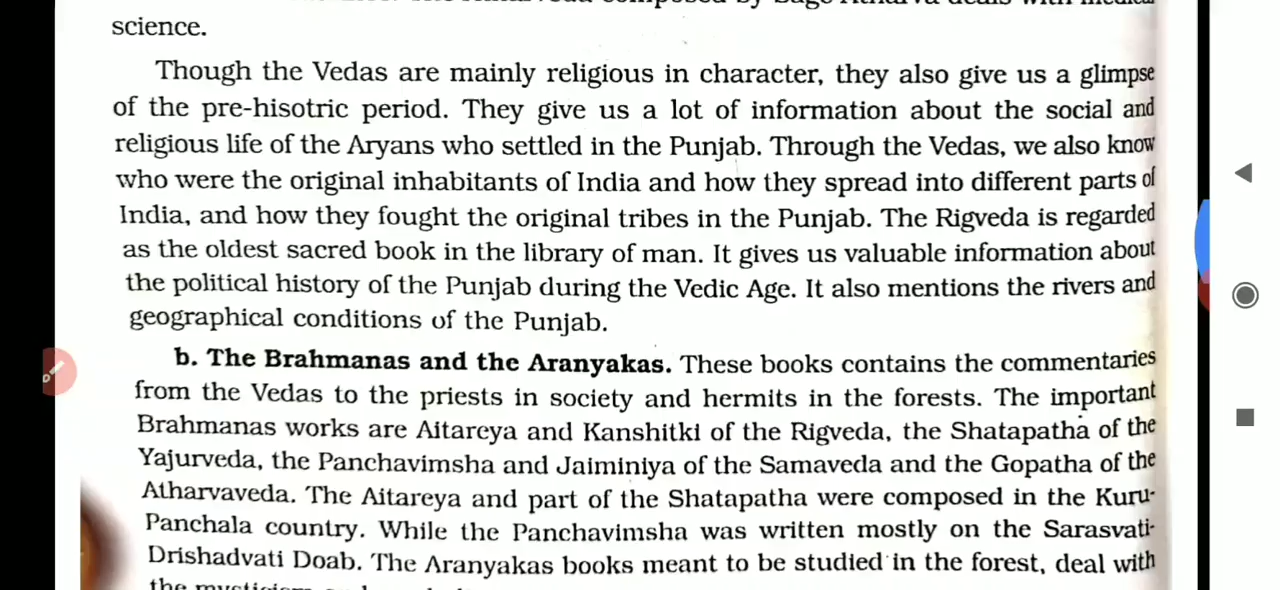 science.
Though the Vedas are mainly religious in character, they also give us a glimpse
of the pre-hisotric period. They give us a lot of information about the social and
religious life of the Aryans who settled in the Punjab. Through the Vedas, we also know
who were the original inhabitants of India and how they spread into different parts of
India, and how they fought the original tribes in the Punjab. The Rigveda is regarded
as the oldest sacred book in the library of man. It gives us valuable information about
the political history of the Punjab during the Vedic Age. It also mentions the rivers and
geographical conditions of the Punjab.
b. The Brahmanas and the Aranyakas. These books contains the commentaries
from the Vedas to the priests in society and hermits in the forests. The important
Brahmanas works are Aitareya and Kanshitki of the Rigveda, the Shatapatha of the
Yajurveda, the Panchavimsha and Jaiminiya of the Samaveda and the Gopatha of the
Atharvaveda. The Aitareya and part of the Shatapatha were composed in the Kuru-
Panchala country. While the Panchavimsha was written mostly on the Sarasvati-
Drishadvati Doab. The Aranyakas books meant to be studied in the forest, deal with